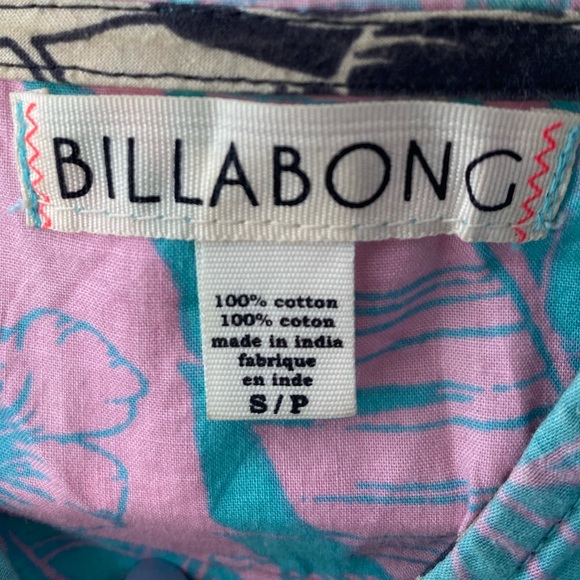 BILLABONG
100% cotton
100% coton
made in india
fabrique
en inde
S/P